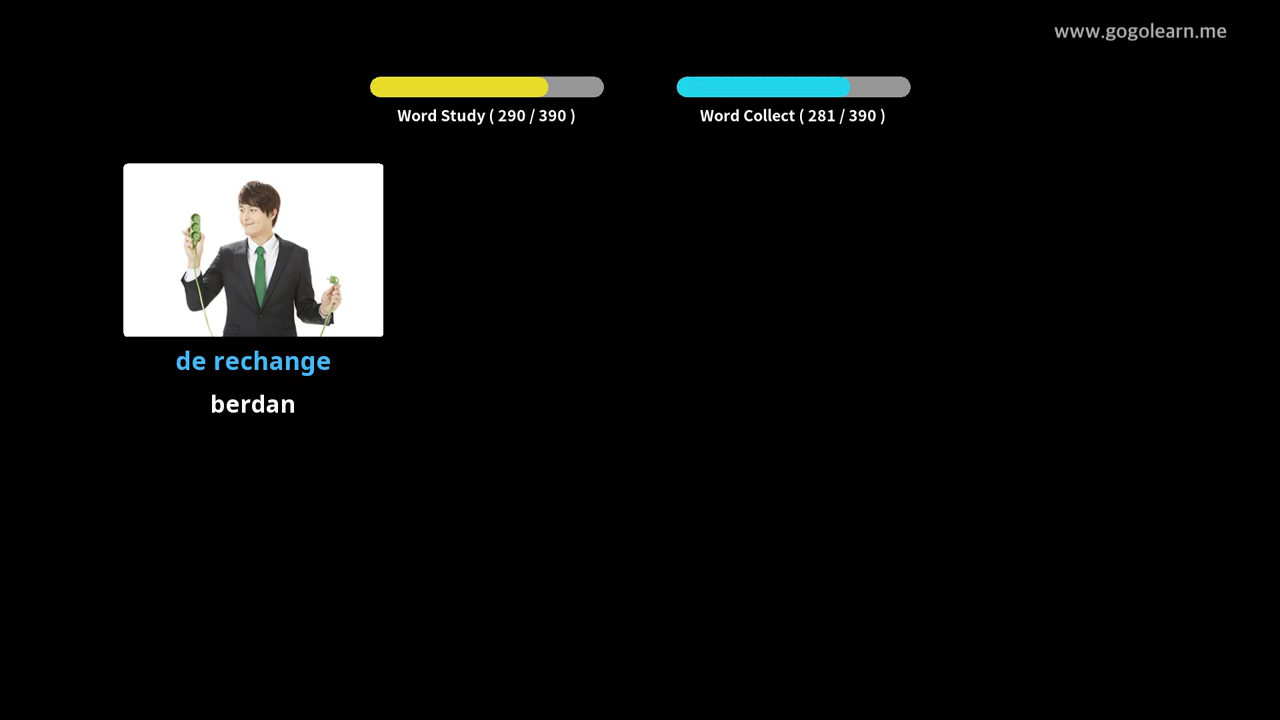 www.gogolearn.me
Word Study ( 290 / 390 )
Word Collect ( 281 / 390 )
de rechange
berdan